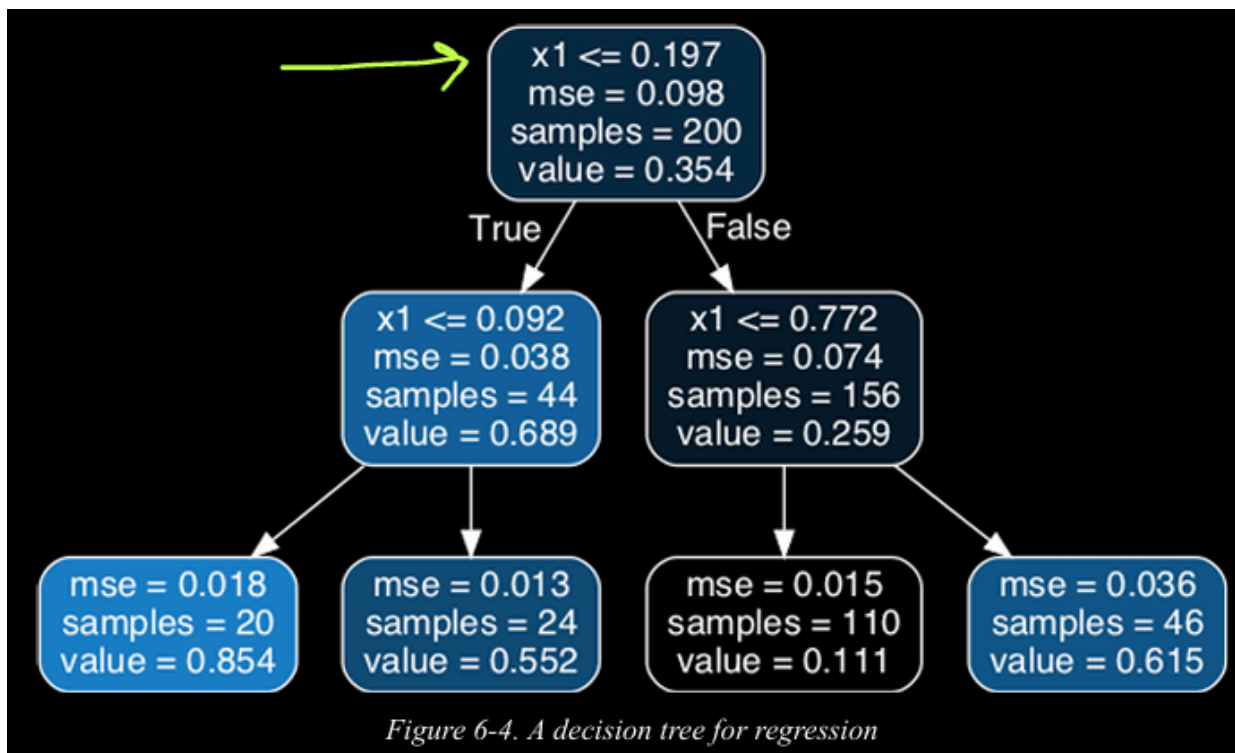 x1 <= 0.197
mse = 0.098
samples = 200
value = 0.354
True
False
x1 <= 0.092
mse = 0.038
samples = 44
value = 0.689
x1 <= 0.772
mse = 0.074
samples = 156
value = 0.259
mse = 0.018
samples = 20
value = 0.854
mse = 0.013
samples = 24
value = 0.552
mse = 0.015
samples = 110
value = 0.111
mse = 0.036
samples = 46
value = 0.615
Figure 6-4. A decision tree for regression